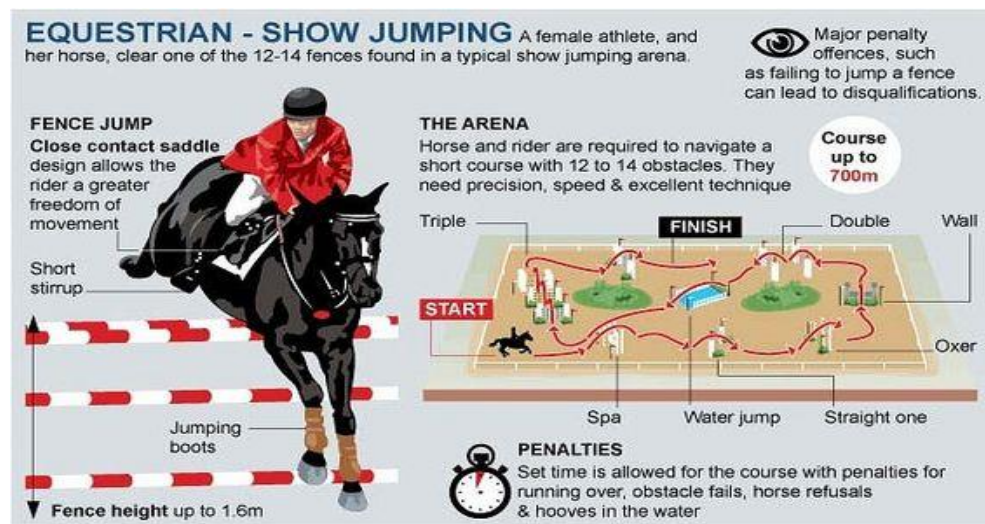 EQUESTRIAN - SHOW JUMPING A female athlete, and
her horse, clear one of the 12-14 fences found in a typical show jumping arena.
Major penalty
offences, such
as failing to jump a fence
can lead to disqualifications.
FENCE JUMP
Close contact saddle
design allows the
rider a greater
freedom of
movement
Short
stirrup
Jumping
boots
Fence height up to 1.6m
THE ARENA
Horse and rider are required to navigate a
short course with 12 to 14 obstacles. They
need precision, speed & excellent technique
Course
up to
700m
Triple
FINISH
Double
Wall
START
Oxer
Spa
Water jump
Straight one
PENALTIES
Set time is allowed for the course with penalties for
running over, obstacle fails, horse refusals
& hooves in the water